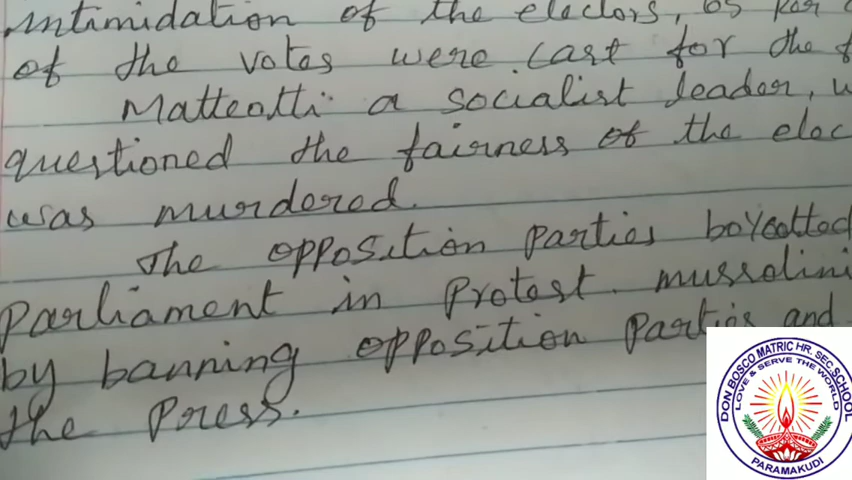 intimidation of the electors, 65 per
of the votes were cast for the f
Matteotti a socialist leader, w
questioned the fairness of the elec
was murdered.
The opposition parties boycotted
parliament in protest. mussolini
by banning opposition parties and
the press.
DON BOSCO MATRIC HR. SEC SCHOOL
LOVE & SERVE THE WORLD
PARAMAKUDI